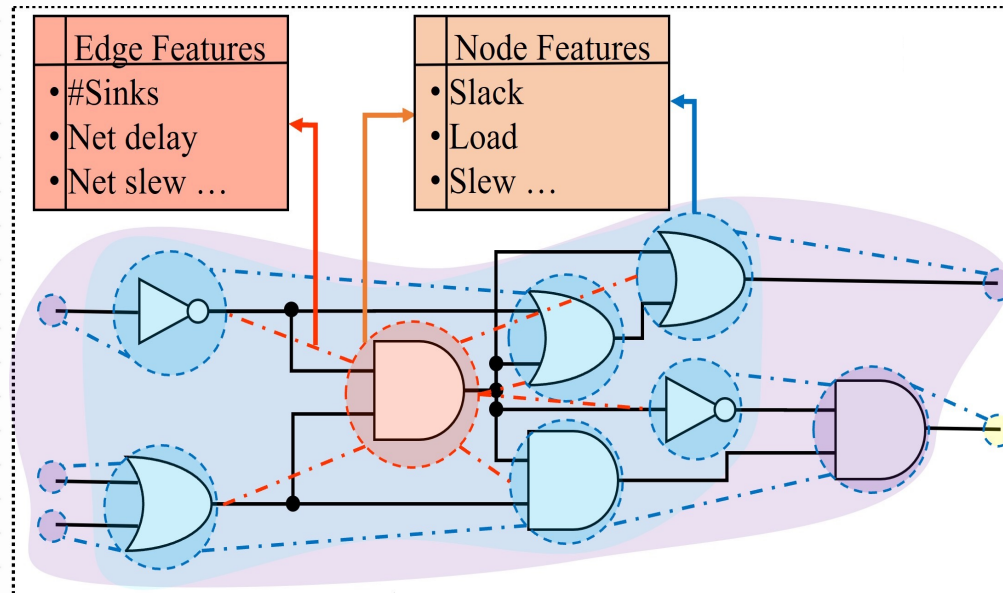 Edge Features
• #Sinks
• Net delay
• Net slew …
Node Features
• Slack
• Load
• Slew …